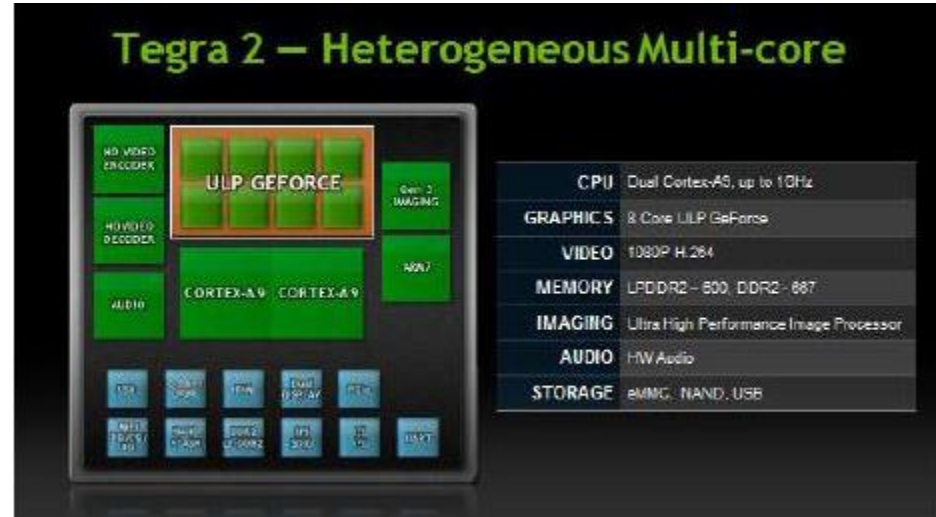 Tegra 2 — Heterogeneous Multi-core
HD VIDEO
ENCODER
ULP GEFORCE
IMAGING
HD VIDEO
DECODER
ARM7
AUDIO
CORTEX-A9 CORTEX-A9
USB
DISPLAY
UART
CPU Dual Cortex-A9, up to 1GHz
GRAPHICS 8 Core ULP GeForce
VIDEO 1080P H.264
MEMORY LPDDR2 - 600, DDR2 - 667
IMAGING Ultra High Performance Image Processor
AUDIO HW Audio
STORAGE eMMC, NAND, USB